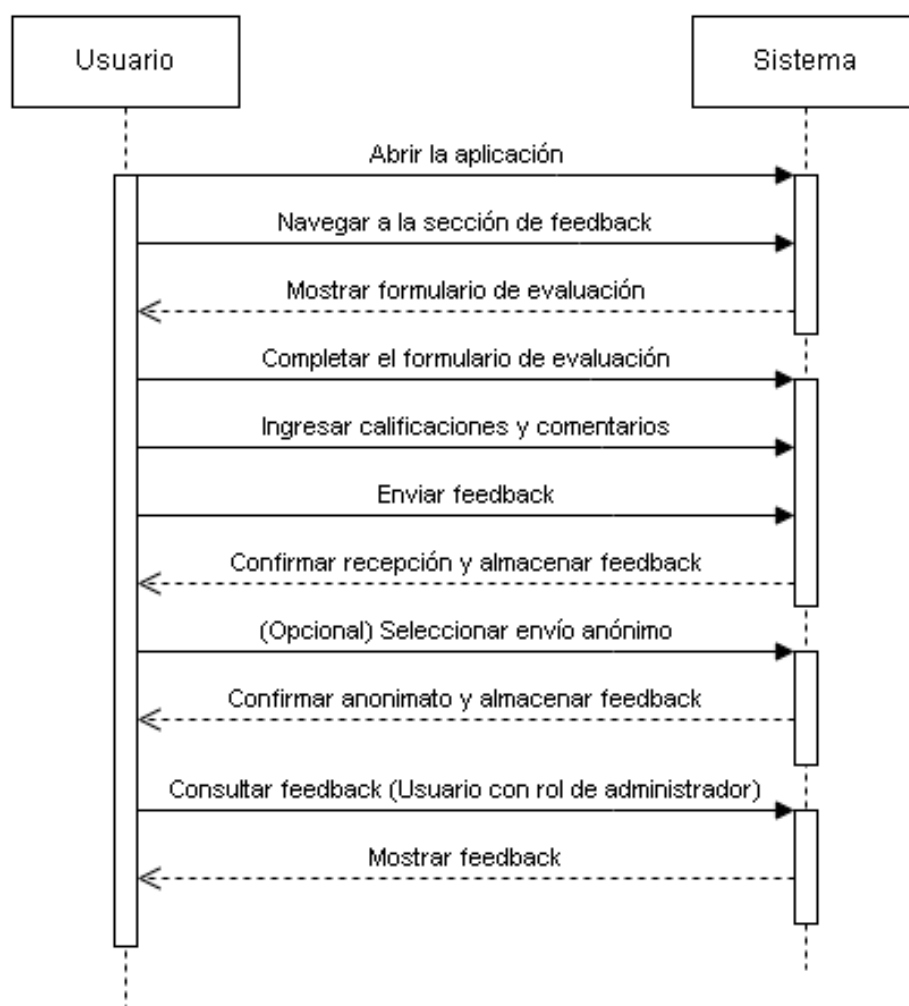 Usuario
Sistema
Abrir la aplicación
Navegar a la sección de feedback
Mostrar formulario de evaluación
Completar el formulario de evaluación
Ingresar calificaciones y comentarios
Enviar feedback
Confirmar recepción y almacenar feedback
(Opcional) Seleccionar envío anónimo
Confirmar anonimato y almacenar feedback
Consultar feedback (Usuario con rol de administrador)
Mostrar feedback